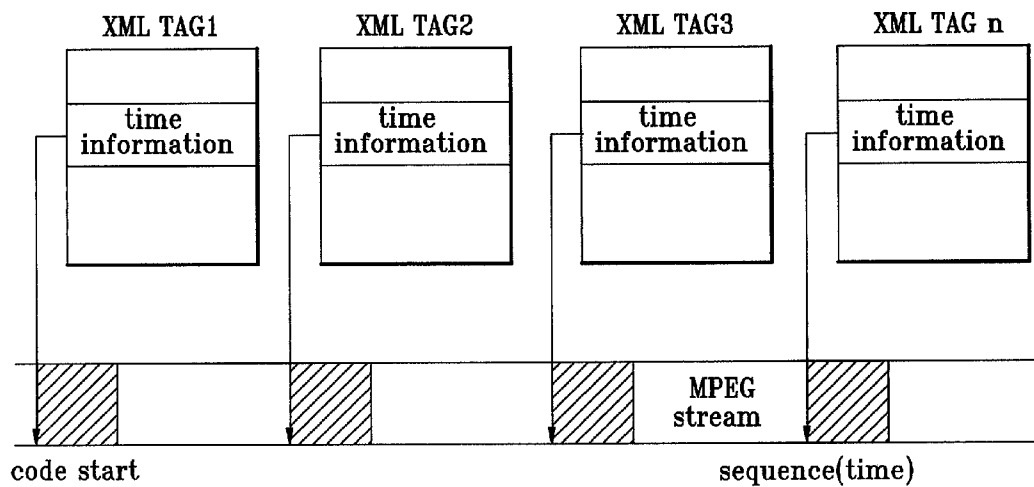 XML TAG1
XML TAG2
XML TAG3
XML TAG n
time
information
time
information
time
information
time
information
MPEG
stream
code start
sequence(time)